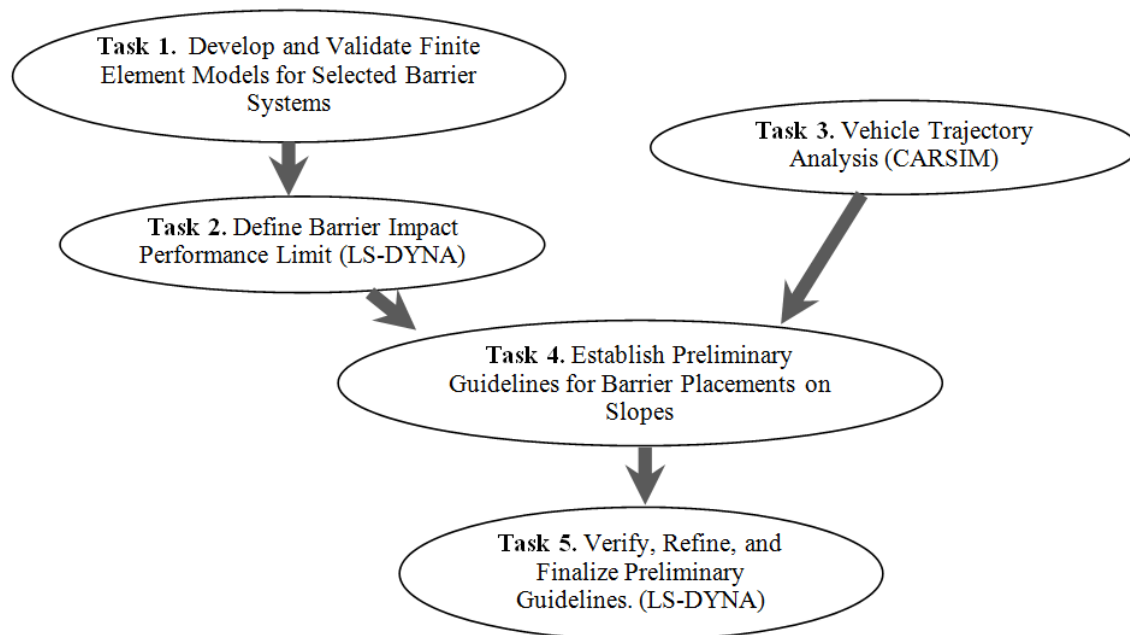 Task 1. Develop and Validate Finite
Element Models for Selected Barrier
Systems
Task 3. Vehicle Trajectory
Analysis (CARSIM)
Task 2. Define Barrier Impact
Performance Limit (LS-DYNA)
Task 4. Establish Preliminary
Guidelines for Barrier Placements on
Slopes
Task 5. Verify, Refine, and
Finalize Preliminary
Guidelines. (LS-DYNA)